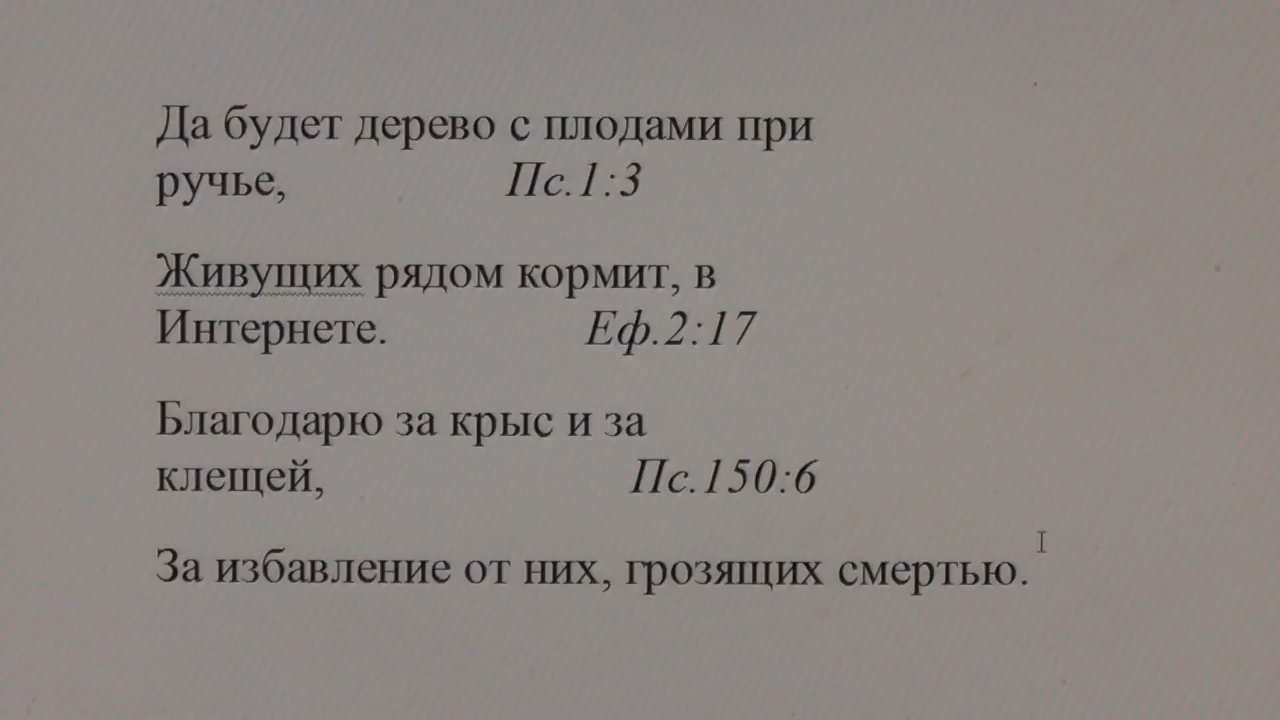 Да будет дерево с плодами при
ручье, Пс.1:3
Живущих рядом кормит, в
Интернете. Еф.2:17
Благодарю за крыс и за
клещей, Пс.150:6
За избавление от них, грозящих смертью.